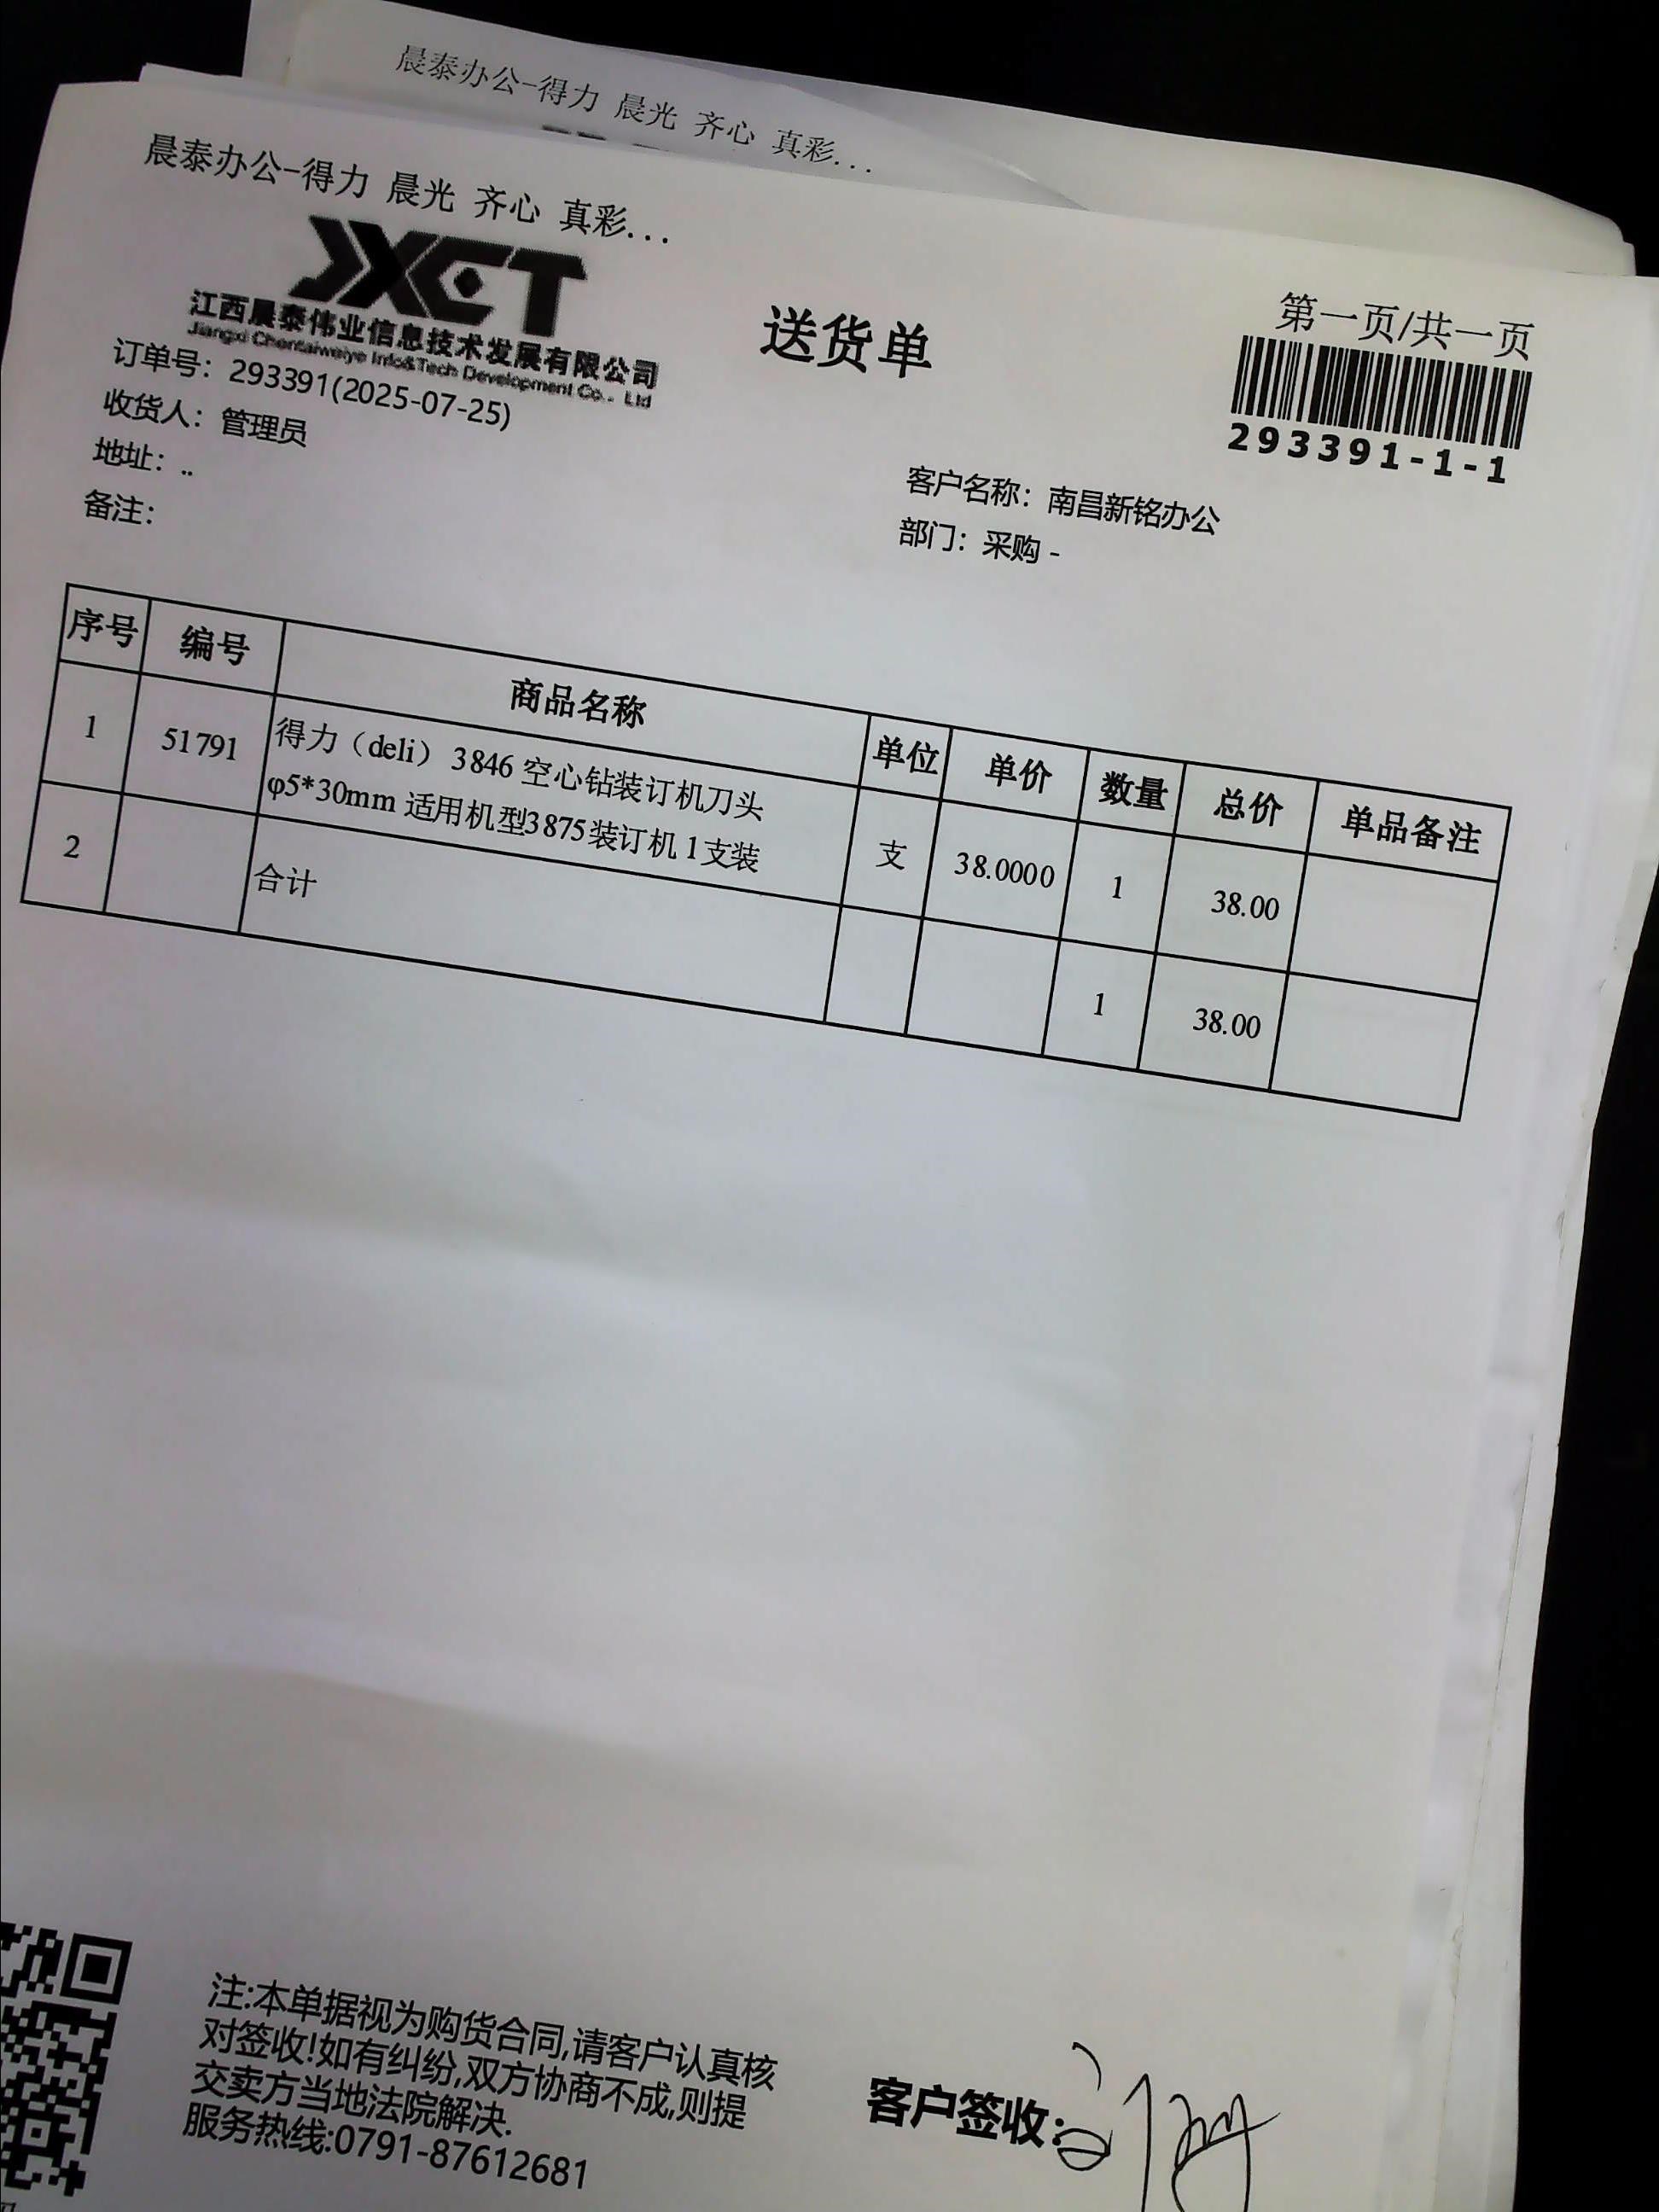 晨泰办公-得力 晨光 齐心 真彩...
晨泰办公-得力 晨光 齐心 真彩...
JXCT
江西晨泰伟业信息技术发展有限公司
Jiangxi Chentaiweiye Info&Tech Development Co., Ltd
送货单
第一页/共一页
293391-1-1
订单号：293391(2025-07-25)
收货人：管理员
地址：..
备注：
客户名称：南昌新铭办公
部门：采购 -
序号 编号 商品名称 单位 单价 数量 总价 单品备注
1 51791 得力（deli）3846 空心钻装订机刀头 支 38.0000 1 38.00
φ5*30mm 适用机型3875装订机 1支装
2 合计 1 38.00
注:本单据视为购货合同,请客户认真核
对签收!如有纠纷,双方协商不成,则提
交卖方当地法院解决.
服务热线:0791-87612681
客户签收: